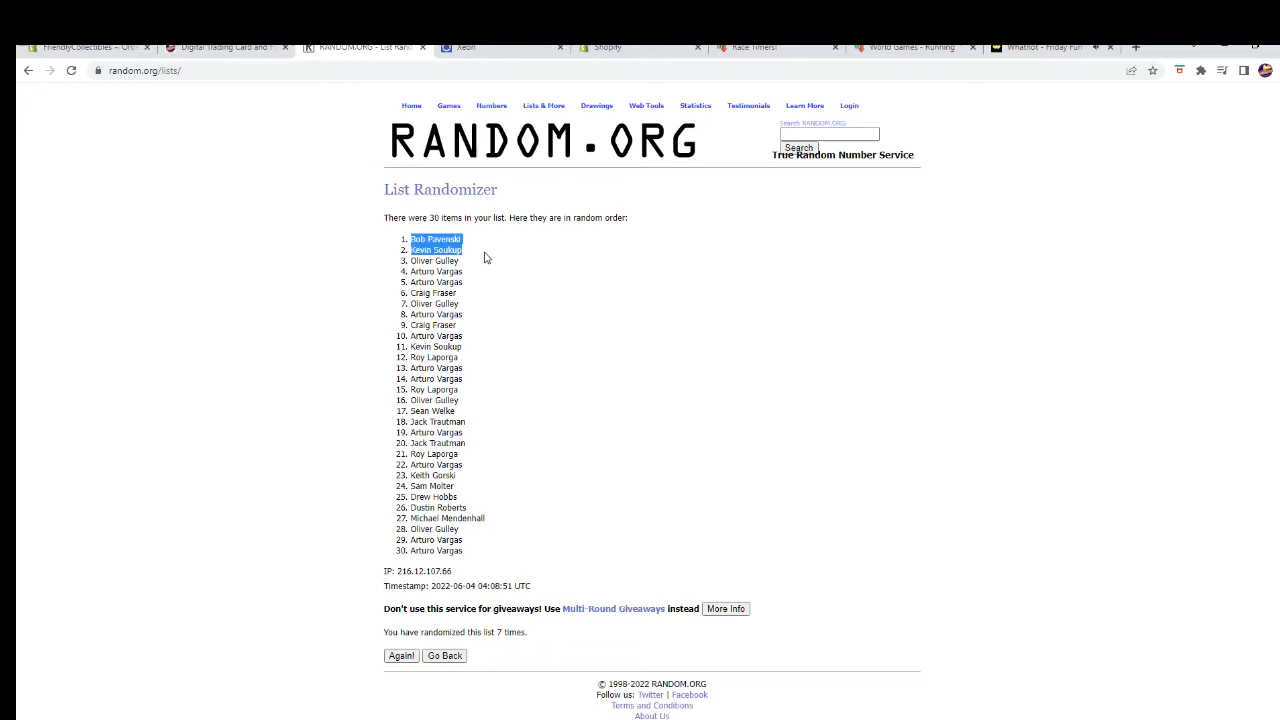 FriendlyCollectibles ~ Ord
Digital Trading Card and F
RANDOM.ORG - List Rand
Xeon
Shopify
Race Timers!
World Games - Running
Whatnot - Friday Fun
random.org/lists/
Home Games Numbers Lists & More Drawings Web Tools Statistics Testimonials Learn More Login
RANDOM.ORG
Search RANDOM.ORG
Search
True Random Number Service
List Randomizer
There were 30 items in your list. Here they are in random order:
1. Bob Pavenski
2. Kevin Soukup
3. Oliver Gulley
4. Arturo Vargas
5. Arturo Vargas
6. Craig Fraser
7. Oliver Gulley
8. Arturo Vargas
9. Craig Fraser
10. Arturo Vargas
11. Kevin Soukup
12. Roy Laporga
13. Arturo Vargas
14. Arturo Vargas
15. Roy Laporga
16. Oliver Gulley
17. Sean Welke
18. Jack Trautman
19. Arturo Vargas
20. Jack Trautman
21. Roy Laporga
22. Arturo Vargas
23. Keith Gorski
24. Sam Molter
25. Drew Hobbs
26. Dustin Roberts
27. Michael Mendenhall
28. Oliver Gulley
29. Arturo Vargas
30. Arturo Vargas
IP: 216.12.107.66
Timestamp: 2022-06-04 04:08:51 UTC
Don't use this service for giveaways! Use Multi-Round Giveaways instead More Info
You have randomized this list 7 times.
Again! Go Back
© 1998-2022 RANDOM.ORG
Follow us: Twitter | Facebook
Terms and Conditions
About Us